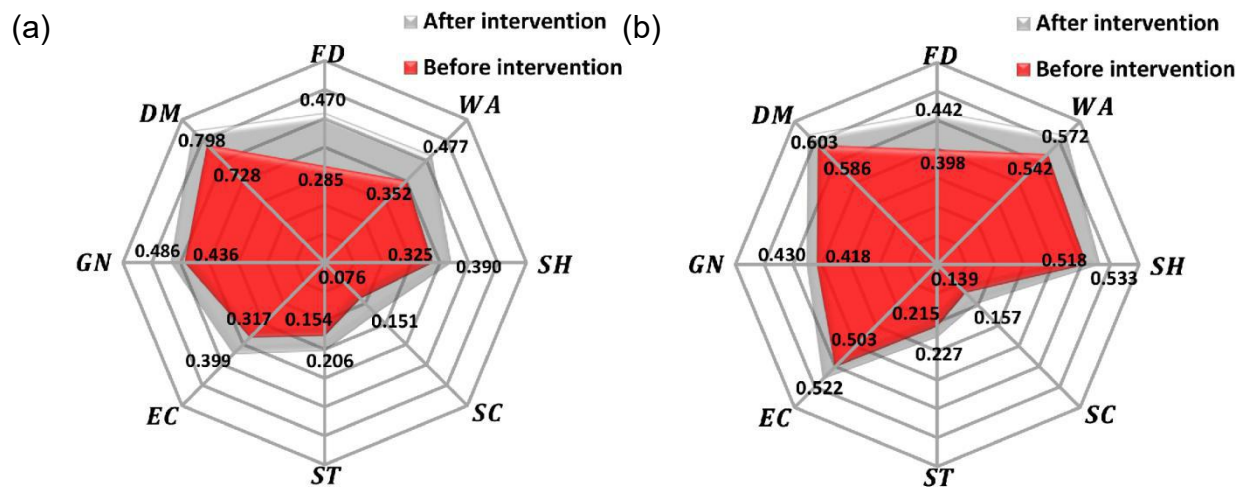 (a)
After intervention
Before intervention
FD
0.470
DM
WA
0.798
0.477
0.728
0.285
0.352
0.486
0.436
0.325
GN
0.390
SH
0.076
0.317
0.154
0.151
0.399
0.206
EC
SC
ST
(b)
After intervention
Before intervention
FD
0.442
DM
WA
0.603
0.572
0.586
0.398
0.542
0.430
0.418
0.518
GN
0.533
SH
0.139
0.503
0.215
0.157
0.522
0.227
EC
SC
ST